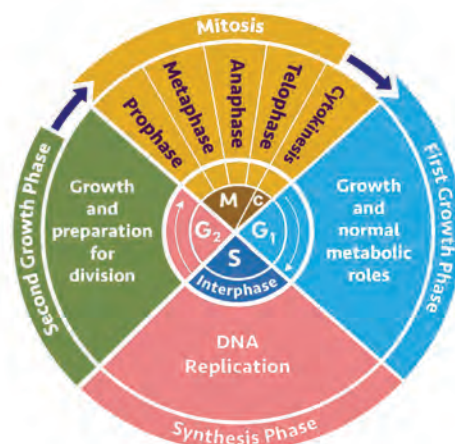 Mitosis
Prophase
Metaphase
Anaphase
Telophase
Cytokinesis
Second Growth Phase
Growth
and
preparation
for
division
M
C
G₂
G₁
S
Interphase
Growth
and
normal
metabolic
roles
First Growth Phase
DNA
Replication
Synthesis Phase